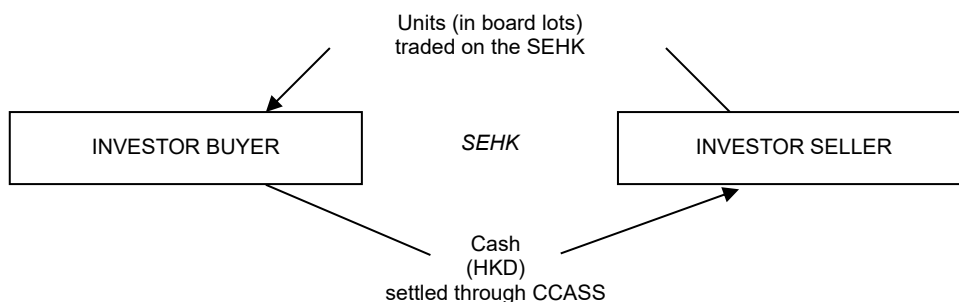 Units (in board lots)
traded on the SEHK
INVESTOR BUYER
SEHK
INVESTOR SELLER
Cash
(HKD)
settled through CCASS